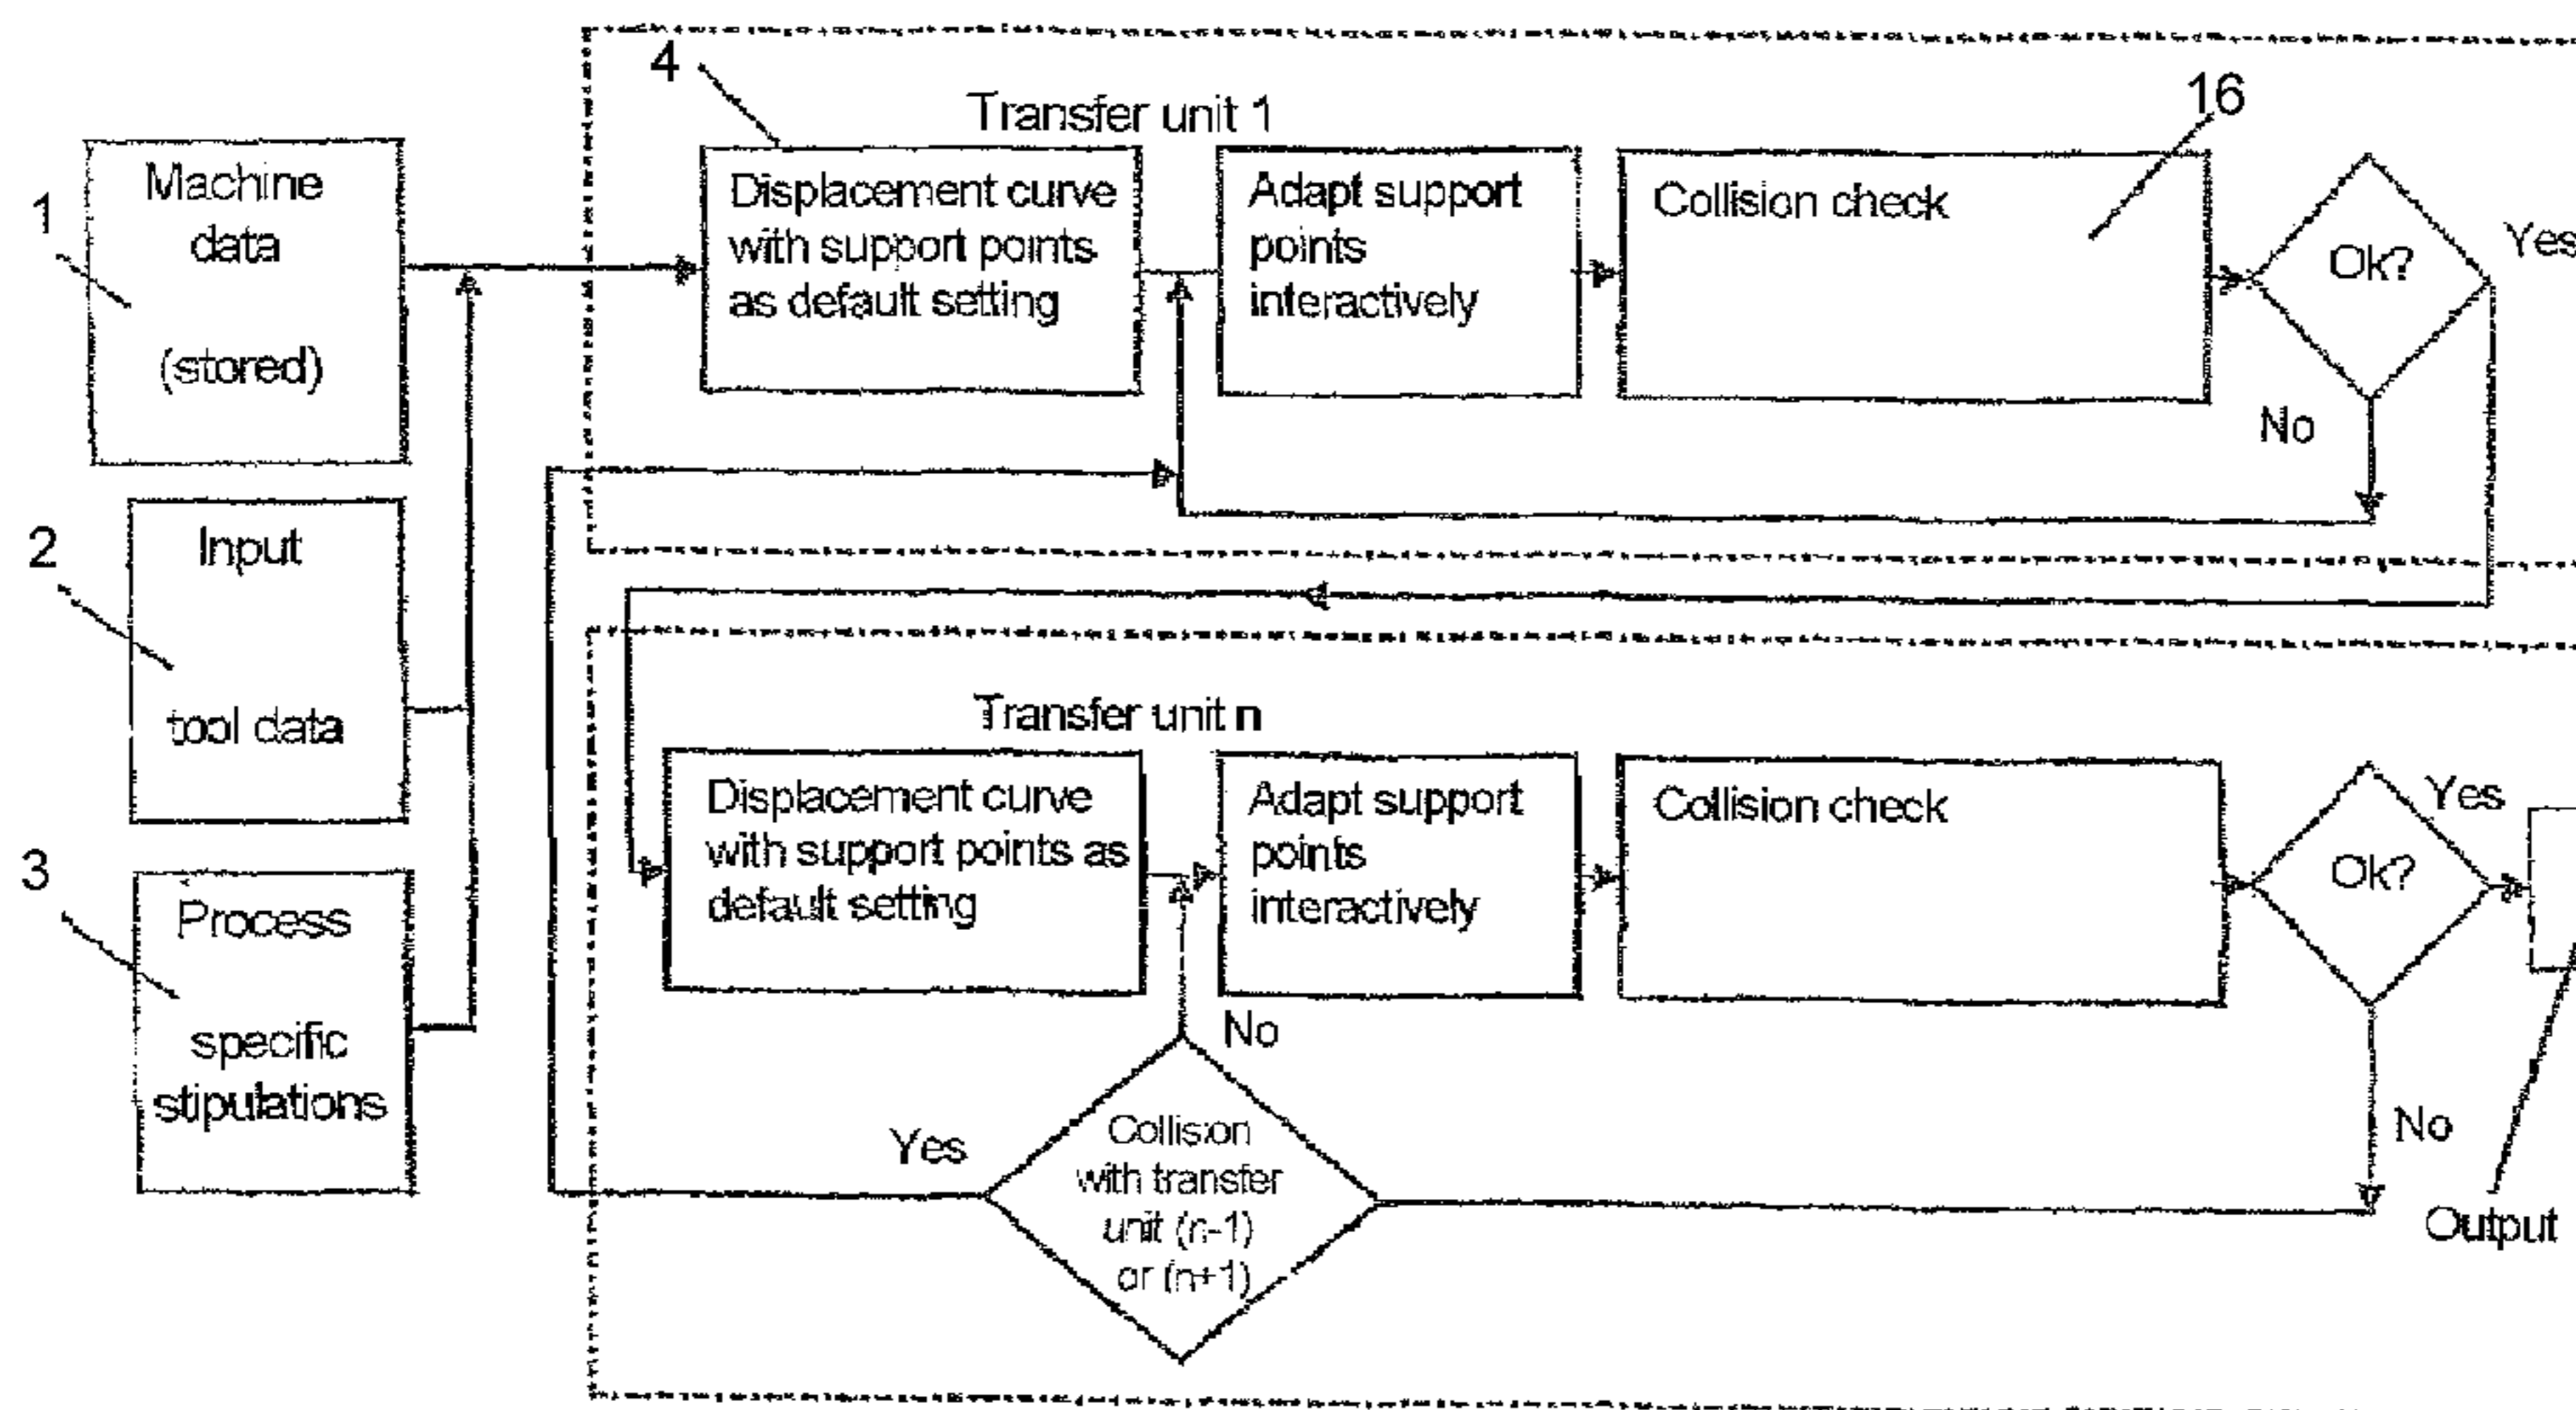 1
Machine
data
(stored)
2
Input
tool data
3
Process
specific
stipulations
4
Transfer unit 1
16
Displacement curve
with support points
as default setting
Adapt support
points
interactively
Collision check
Ok?
Yes
No
Transfer unit n
Displacement curve
with support points as
default setting
Adapt support
points
interactively
Collision check
Ok?
Yes
No
No
Yes
Collision
with transfer
unit (n-1)
or (n+1)
Output